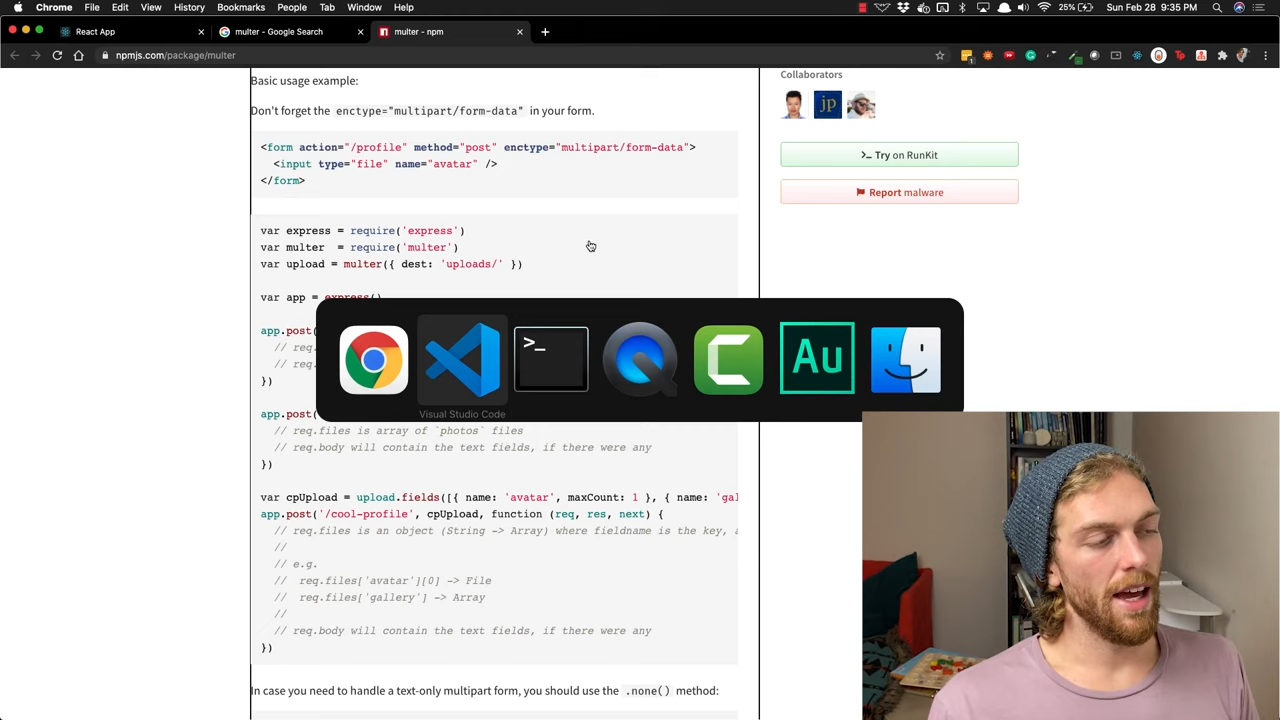 Chrome File Edit View History Bookmarks People Tab Window Help 25% Sun Feb 28 9:35 PM
React App
multer - Google Search
multer - npm
npmjs.com/package/multer
Basic usage example:
Don't forget the enctype="multipart/form-data" in your form.
<form action="/profile" method="post" enctype="multipart/form-data">
<input type="file" name="avatar" />
</form>
var express = require('express')
var multer = require('multer')
var upload = multer({ dest: 'uploads/' })
var app = express()
app.post(
// re
// re
})
app.post(
// req.files is array of `photos` files
// req.body will contain the text fields, if there were any
})
var cpUpload = upload.fields([{ name: 'avatar', maxCount: 1 }, { name: 'gal
app.post('/cool-profile', cpUpload, function (req, res, next) {
// req.files is an object (String -> Array) where fieldname is the key, a
//
// e.g.
// req.files['avatar'][0] -> File
// req.files['gallery'] -> Array
//
// req.body will contain the text fields, if there were any
})
In case you need to handle a text-only multipart form, you should use the .none() method:
Collaborators
jp
>_ Try on RunKit
Report malware
>_
Au
Visual Studio Code